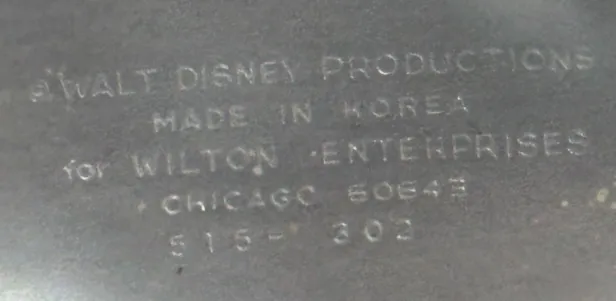 © WALT DISNEY PRODUCTIONS
MADE IN KOREA
for WILTON ENTERPRISES
CHICAGO 60643
515-302